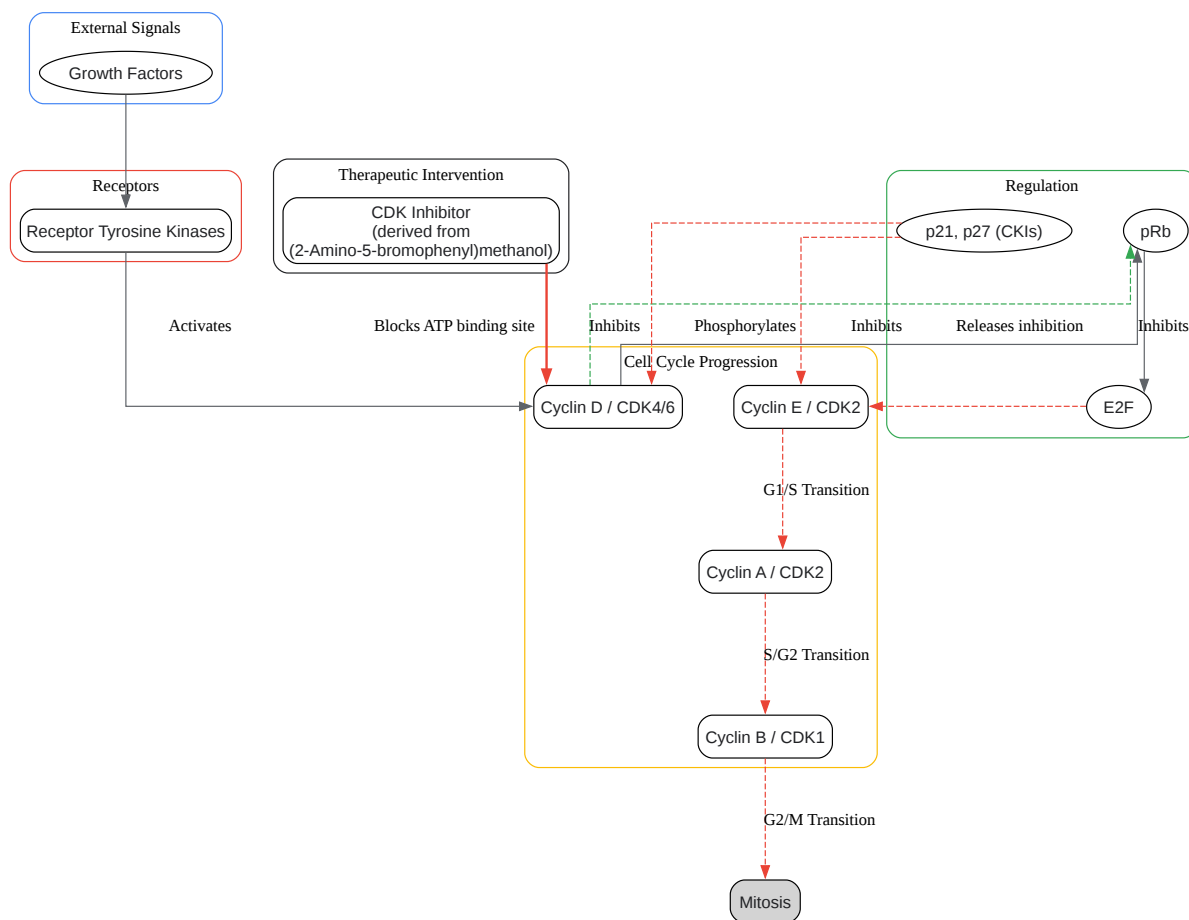 External Signals
Growth Factors
Receptors
Receptor Tyrosine Kinases
Therapeutic Intervention
CDK Inhibitor
(derived from
(2-Amino-5-bromophenyl)methanol)
Regulation
p21, p27 (CKIs)
pRb
Activates
Blocks ATP binding site
Inhibits
Phosphorylates
Inhibits
Releases inhibition
Inhibits
Cell Cycle Progression
Cyclin D / CDK4/6
Cyclin E / CDK2
E2F
G1/S Transition
Cyclin A / CDK2
S/G2 Transition
Cyclin B / CDK1
G2/M Transition
Mitosis